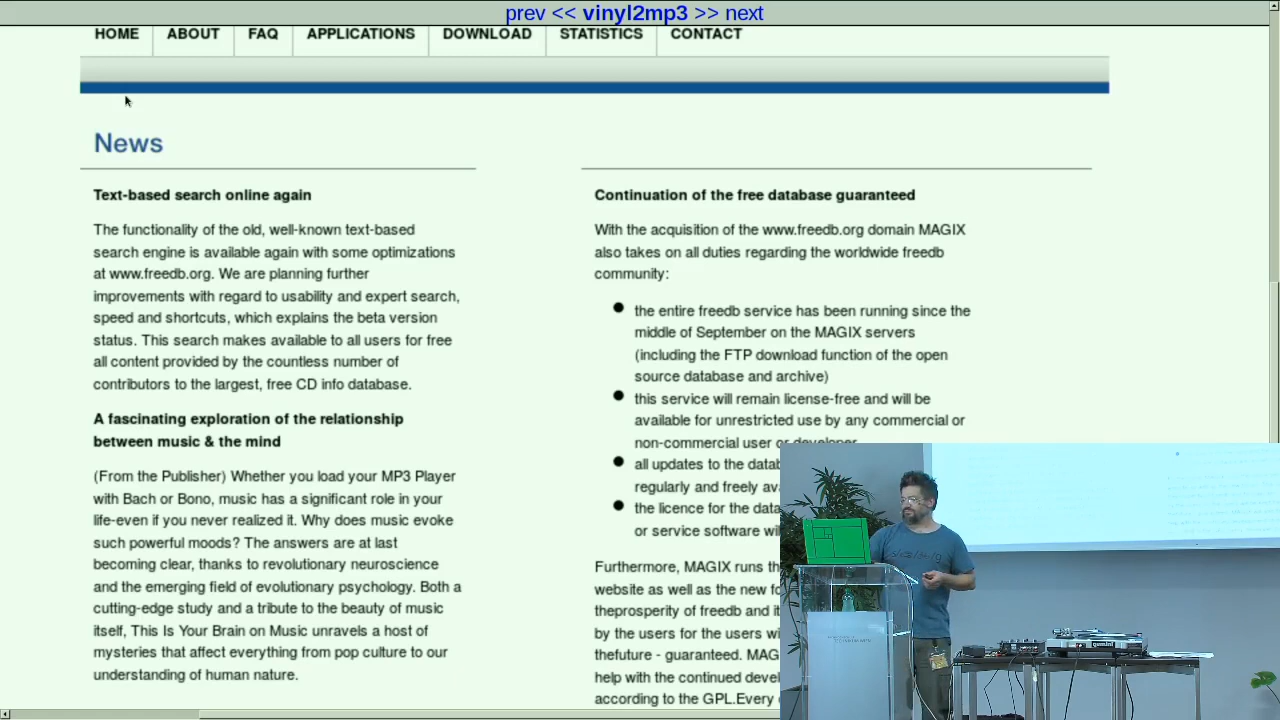 prev << vinyl2mp3 >> next
HOME ABOUT FAQ APPLICATIONS DOWNLOAD STATISTICS CONTACT
News
Text-based search online again
The functionality of the old, well-known text-based
search engine is available again with some optimizations
at www.freedb.org. We are planning further
improvements with regard to usability and expert search,
speed and shortcuts, which explains the beta version
status. This search makes available to all users for free
all content provided by the countless number of
contributors to the largest, free CD info database.
A fascinating exploration of the relationship
between music & the mind
(From the Publisher) Whether you load your MP3 Player
with Bach or Bono, music has a significant role in your
life-even if you never realized it. Why does music evoke
such powerful moods? The answers are at last
becoming clear, thanks to revolutionary neuroscience
and the emerging field of evolutionary psychology. Both a
cutting-edge study and a tribute to the beauty of music
itself, This Is Your Brain on Music unravels a host of
mysteries that affect everything from pop culture to our
understanding of human nature.
Continuation of the free database guaranteed
With the acquisition of the www.freedb.org domain MAGIX
also takes on all duties regarding the worldwide freedb
community:
the entire freedb service has been running since the
middle of September on the MAGIX servers
(including the FTP download function of the open
source database and archive)
this service will remain license-free and will be
available for unrestricted use by any commercial or
non-commercial user or developer
all updates to the
regularly and freely
the licence for the
or service software
Furthermore, MAGIX runs
website as well as the new
theprosperity of freedb and
by the users for the users
thefuture - guaranteed.
help with the continued
according to the GPL.Every
gemini